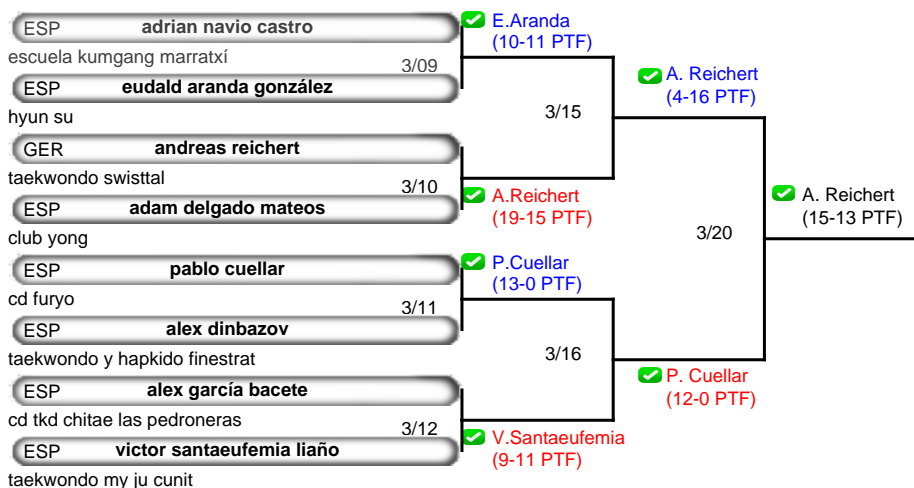 ESP adrian navio castro
escuela kumgang marratxí
3/09
ESP eudald aranda gonzález
hyun su
GER andreas reichert
taekwondo swisttal
3/10
ESP adam delgado mateos
club yong
ESP pablo cuellar
cd furyo
3/11
ESP alex dinbazov
taekwondo y hapkido finestrat
ESP alex garcía bacete
cd tkd chitae las pedroneras
3/12
ESP victor santaeufemia liaño
taekwondo my ju cunit
E.Aranda
(10-11 PTF)
3/15
A.Reichert
(19-15 PTF)
P.Cuellar
(13-0 PTF)
3/16
V.Santaeufemia
(9-11 PTF)
A. Reichert
(4-16 PTF)
3/20
P. Cuellar
(12-0 PTF)
A. Reichert
(15-13 PTF)